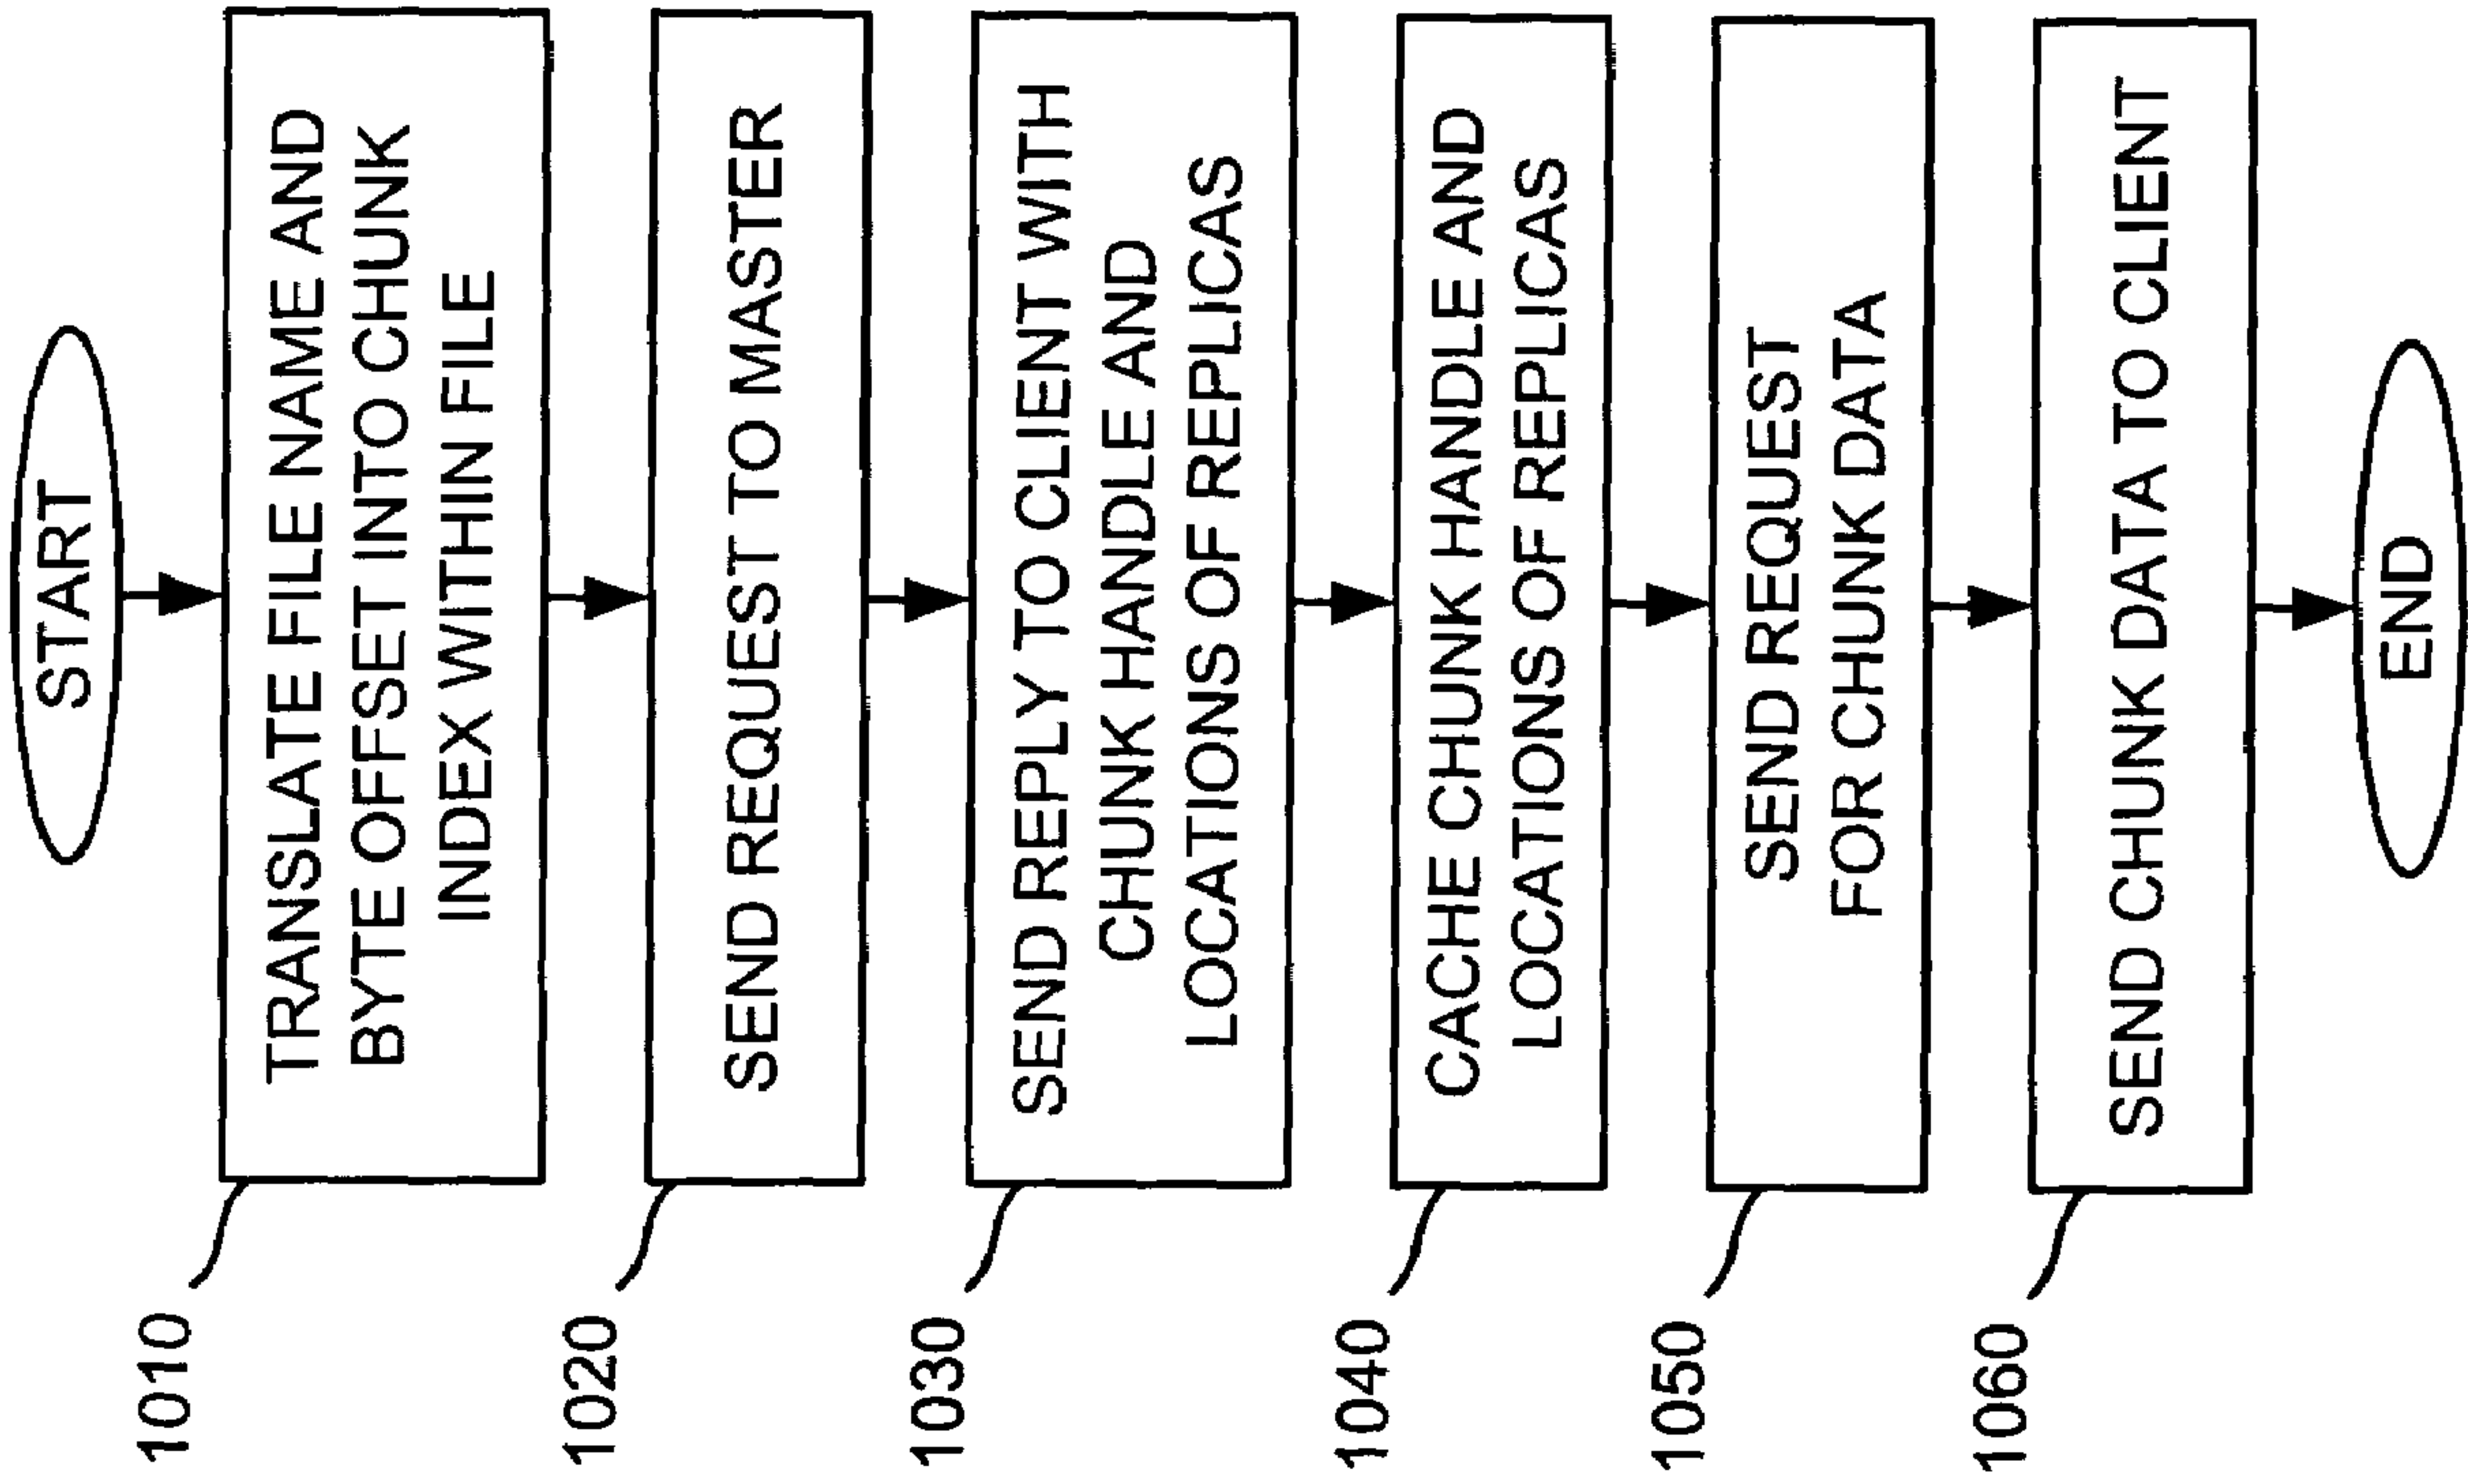 START
1010
TRANSLATE FILE NAME AND
BYTE OFFSET INTO CHUNK
INDEX WITHIN FILE
1020
SEND REQUEST TO MASTER
1030
SEND REPLY TO CLIENT WITH
CHUNK HANDLE AND
LOCATIONS OF REPLICAS
1040
CACHE CHUNK HANDLE AND
LOCATIONS OF REPLICAS
1050
SEND REQUEST
FOR CHUNK DATA
1060
SEND CHUNK DATA TO CLIENT
END